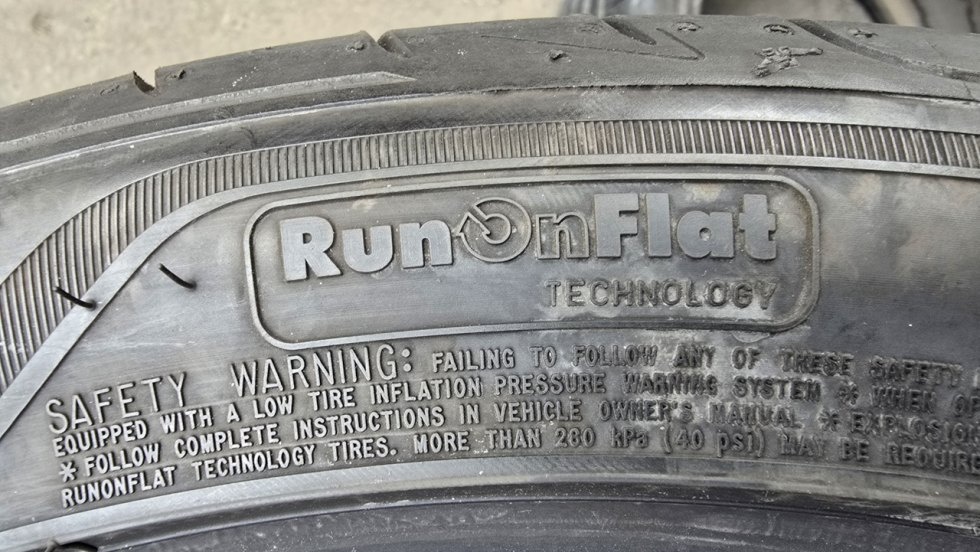 RunOnFlat
TECHNOLOGY
SAFETY WARNING: FAILING TO FOLLOW ANY OF THESE SAFETY
EQUIPPED WITH A LOW TIRE INFLATION PRESSURE WARNING SYSTEM * WHEN
* FOLLOW COMPLETE INSTRUCTIONS IN VEHICLE OWNER'S MANUAL * EXPLOSION
RUNONFLAT TECHNOLOGY TIRES. MORE THAN 280 kPa (40 psi) MAY BE REQUIRE